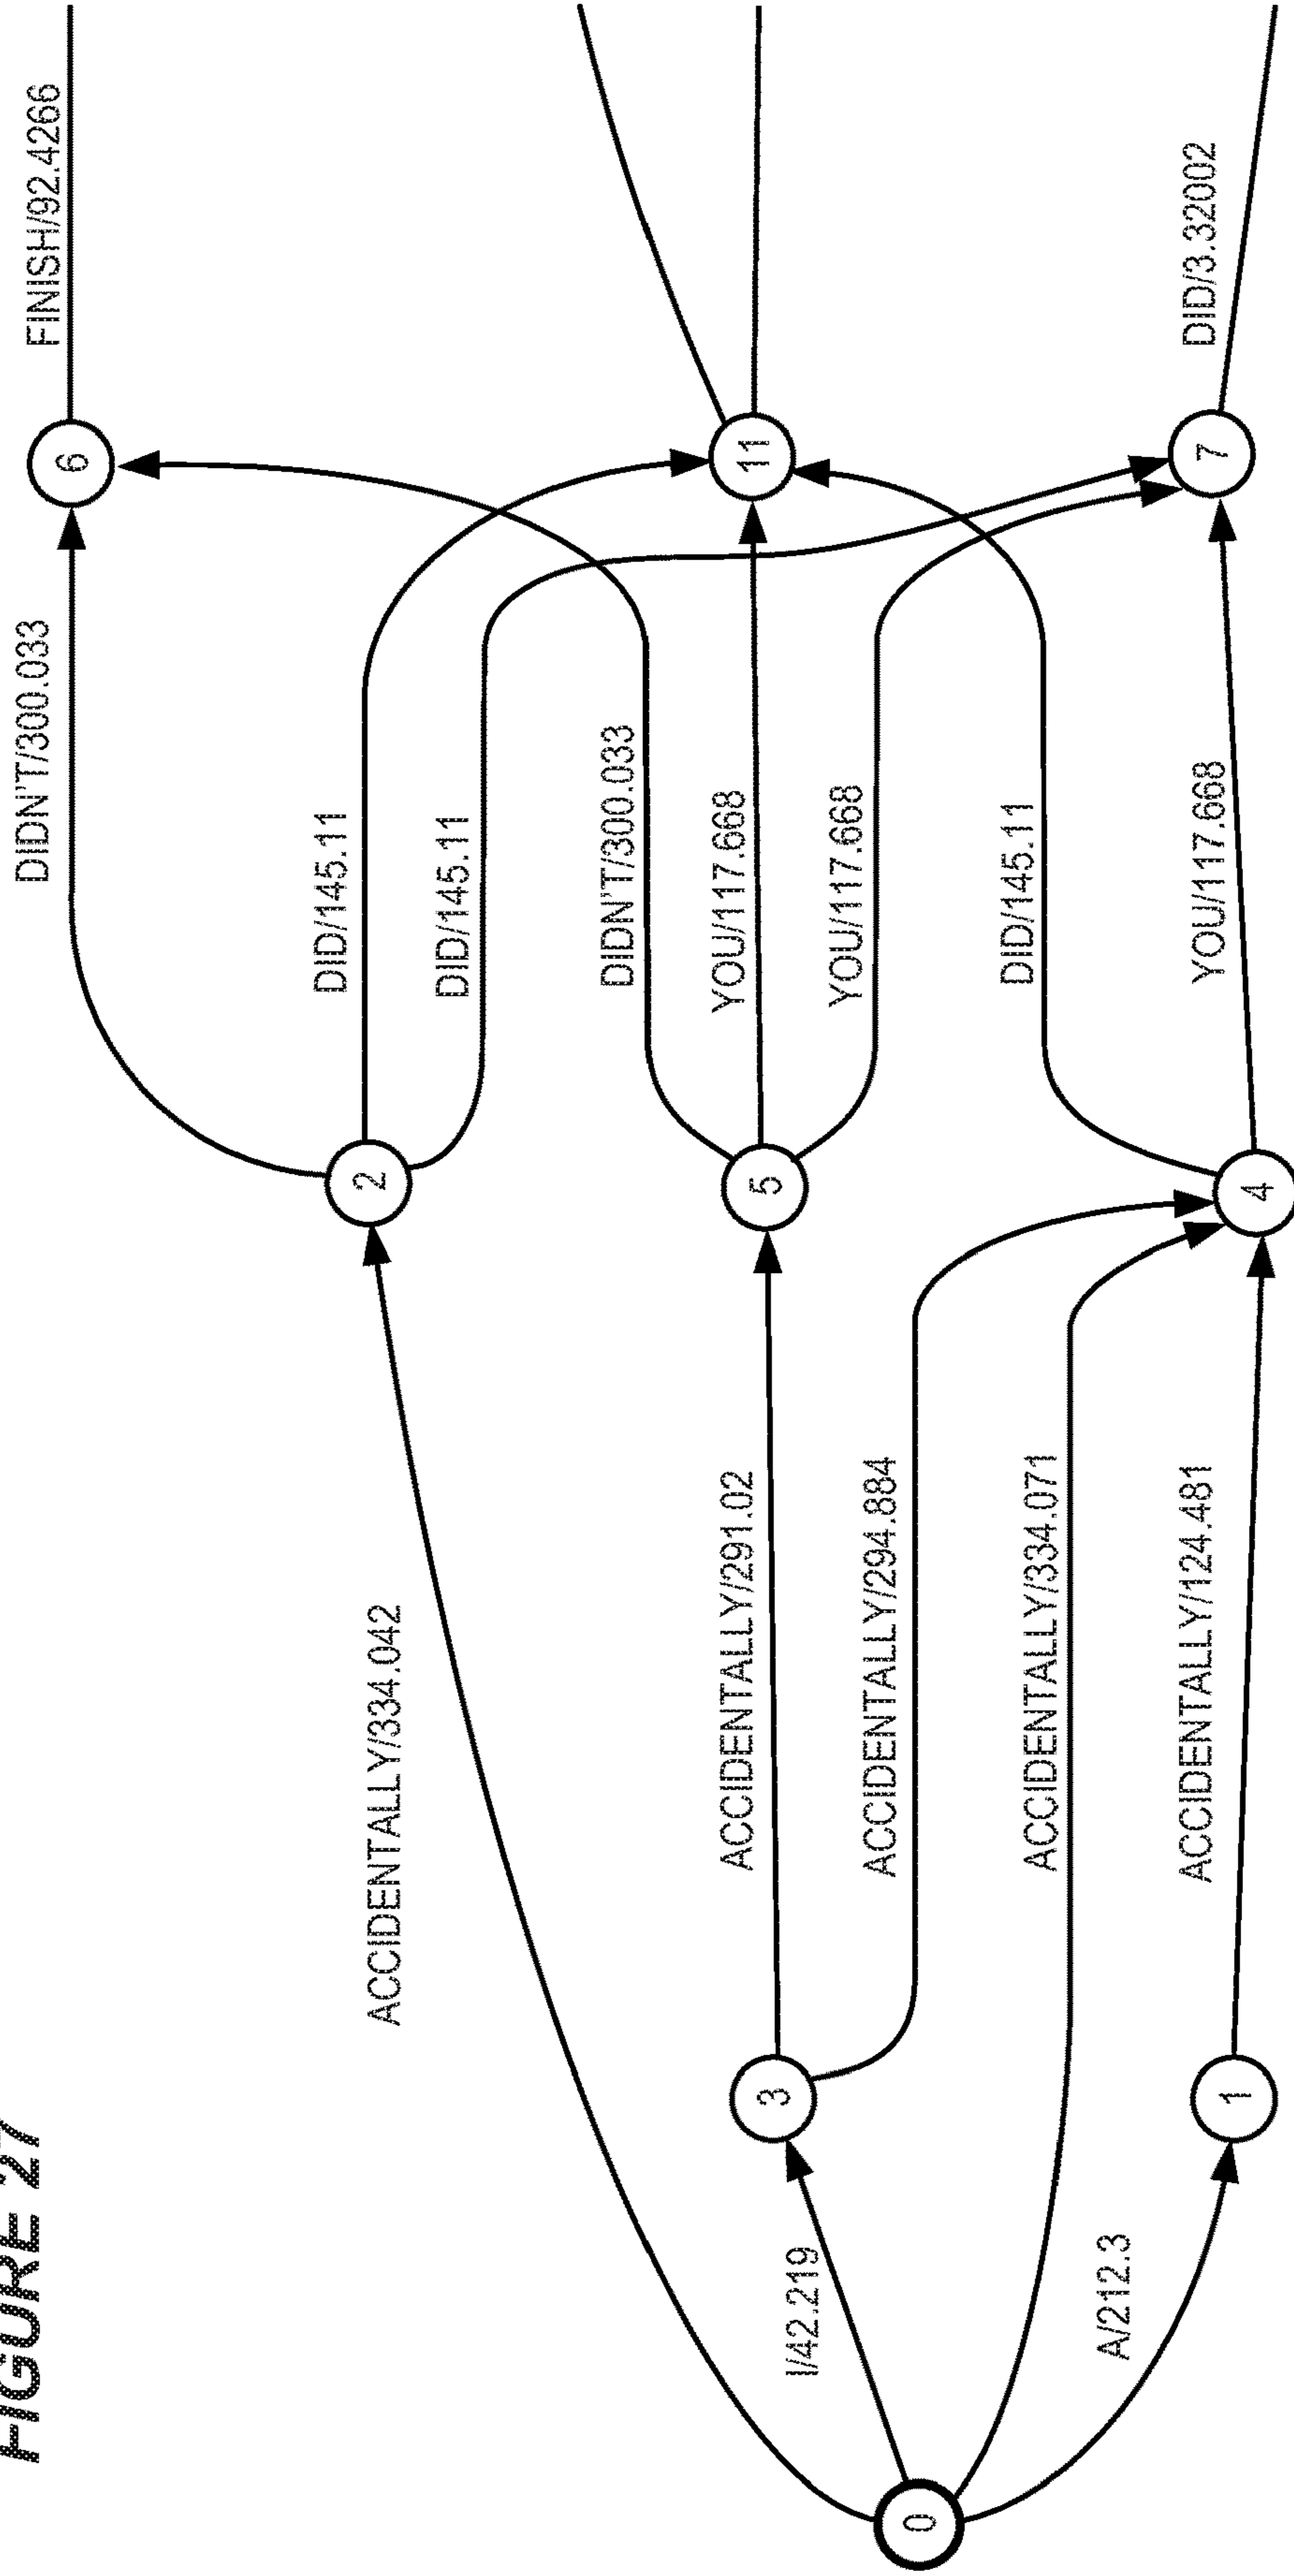 FIGURE 27
0
I/42.219
A/212.3
3
1
ACCIDENTALLY/334.042
ACCIDENTALLY/291.02
ACCIDENTALLY/294.884
ACCIDENTALLY/334.071
ACCIDENTALLY/124.481
2
5
4
DIDN'T/300.033
DID/145.11
DID/145.11
DIDN'T/300.033
YOU/117.668
YOU/117.668
DID/145.11
YOU/117.668
6
11
7
FINISH/92.4266
DID/3.32002